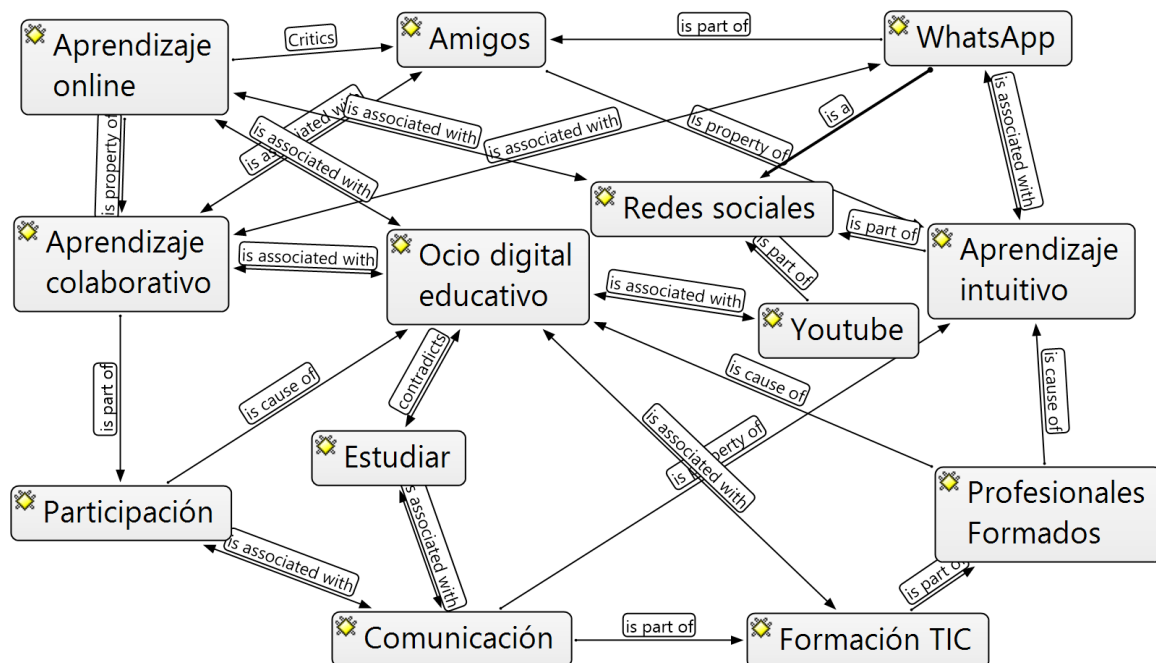 Aprendizaje
online
Critics
Amigos
is part of
WhatsApp
is associated with
is associated with
is associated with
is associated with
is a
is associated with
is property of
is property of
Redes sociales
is part of
is part of
Aprendizaje
colaborativo
is associated with
Ocio digital
educativo
Aprendizaje
intuitivo
is associated with
Youtube
is part of
is cause of
contradicts
is cause of
is cause of
Estudiar
is associated with
is property of
Participación
is associated with
is associated with
Profesionales
Formados
is part of
Comunicación
is part of
Formación TIC